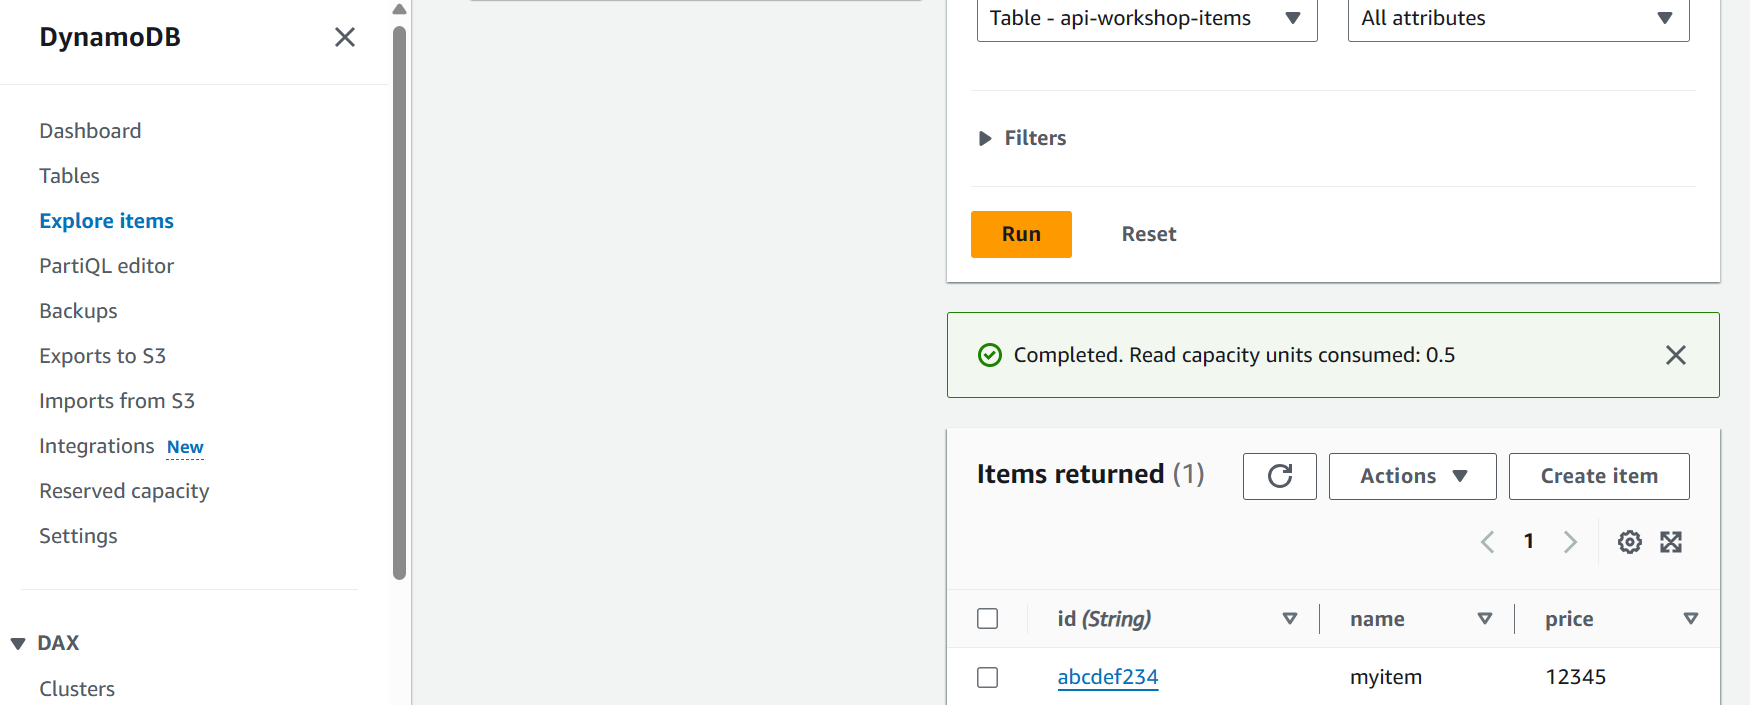 DynamoDB
Dashboard
Tables
Explore items
PartiQL editor
Backups
Exports to S3
Imports from S3
Integrations New
Reserved capacity
Settings
DAX
Clusters
Table - api-workshop-items
All attributes
Filters
Run
Reset
Completed. Read capacity units consumed: 0.5
Items returned (1)
Actions
Create item
1
id (String)
name
price
abcdef234
myitem
12345